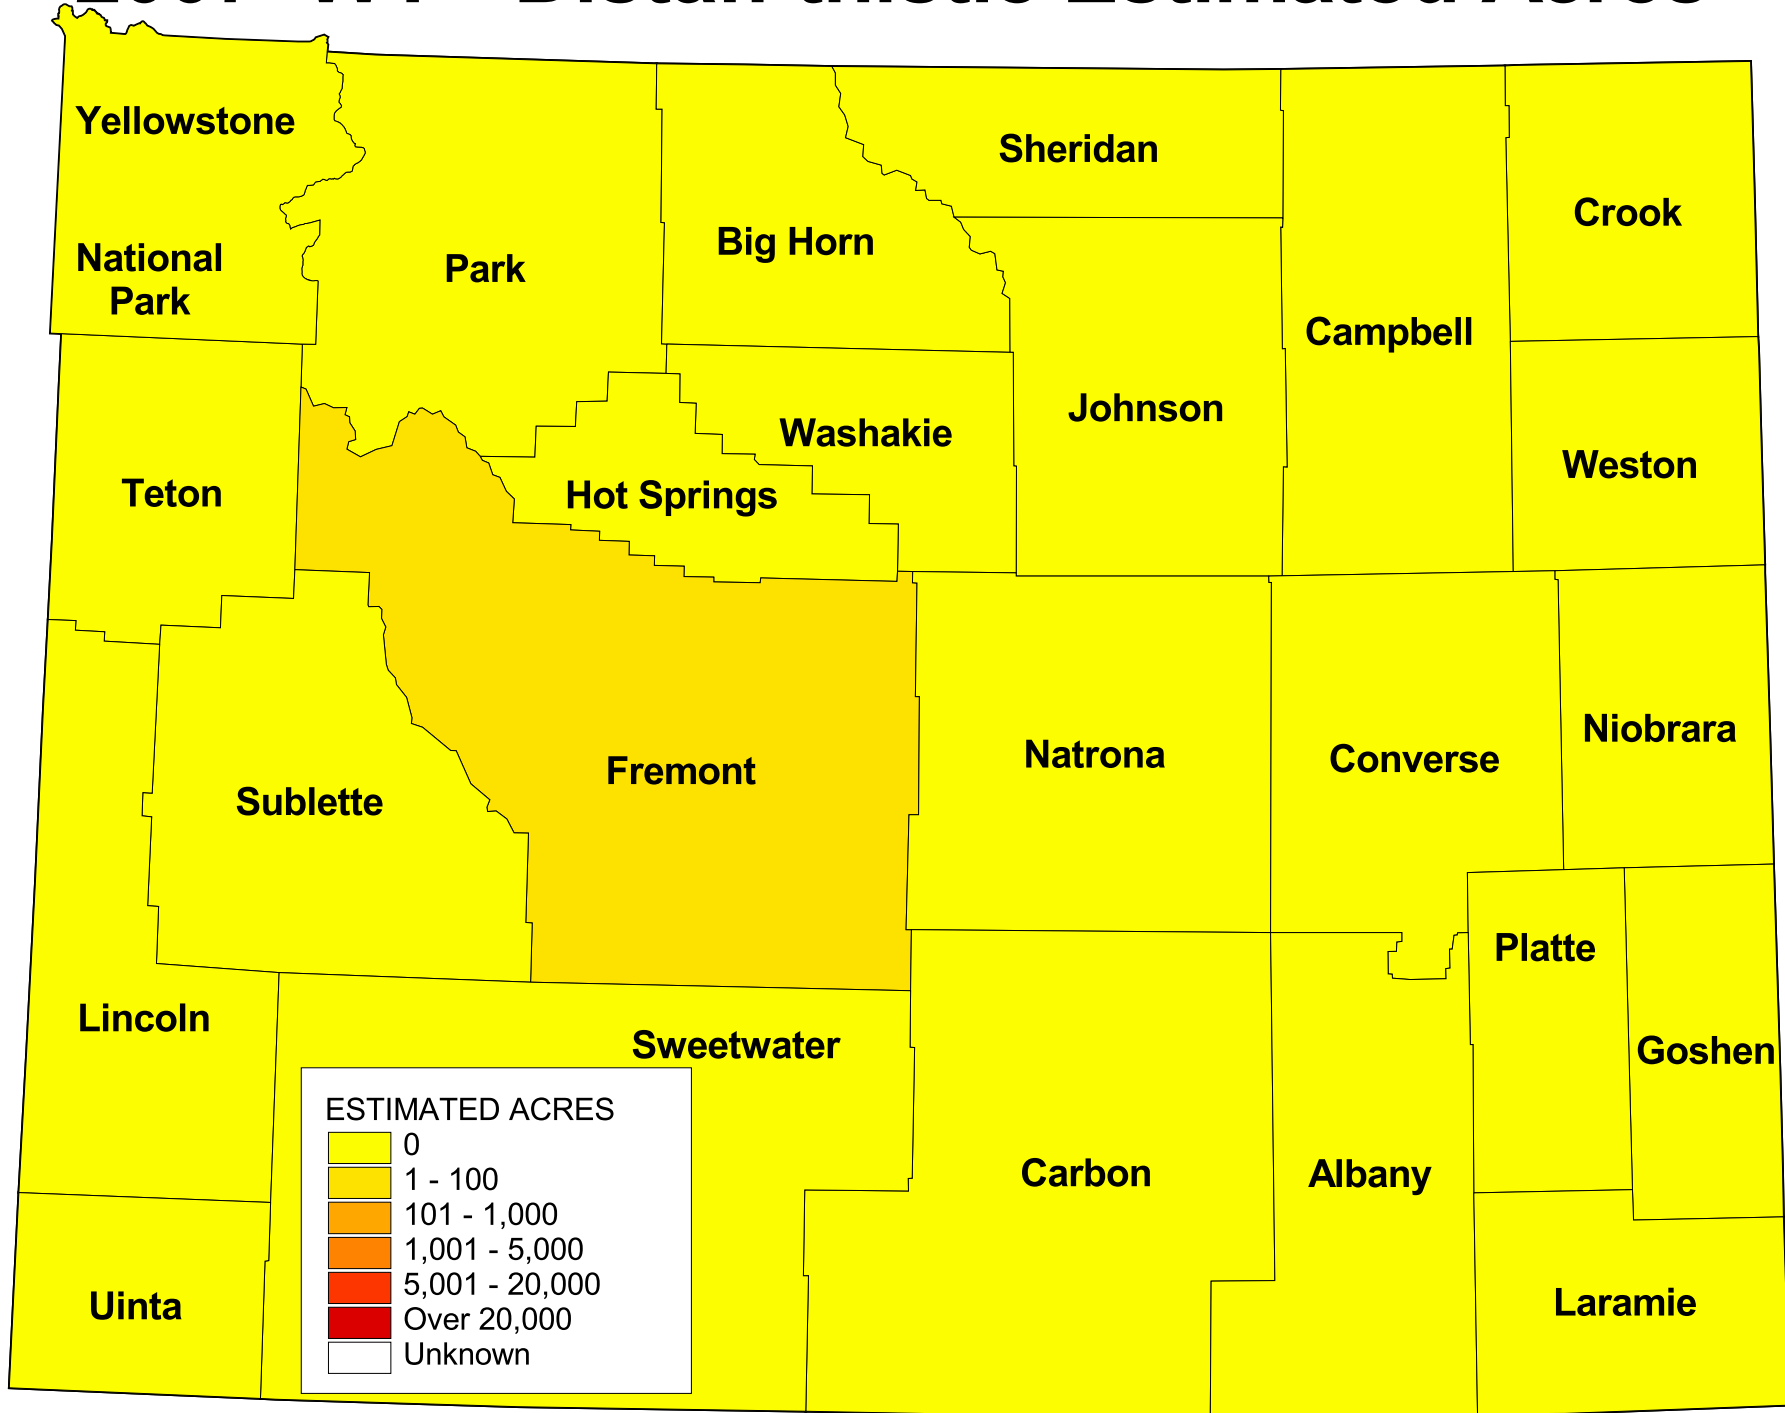 Yellowstone
National
Park
Park
Big Horn
Sheridan
Crook
Campbell
Johnson
Washakie
Weston
Teton
Hot Springs
Fremont
Natrona
Converse
Niobrara
Sublette
Platte
Lincoln
Sweetwater
Goshen
Carbon
Albany
Uinta
Laramie
ESTIMATED ACRES
0
1 - 100
101 - 1,000
1,001 - 5,000
5,001 - 20,000
Over 20,000
Unknown